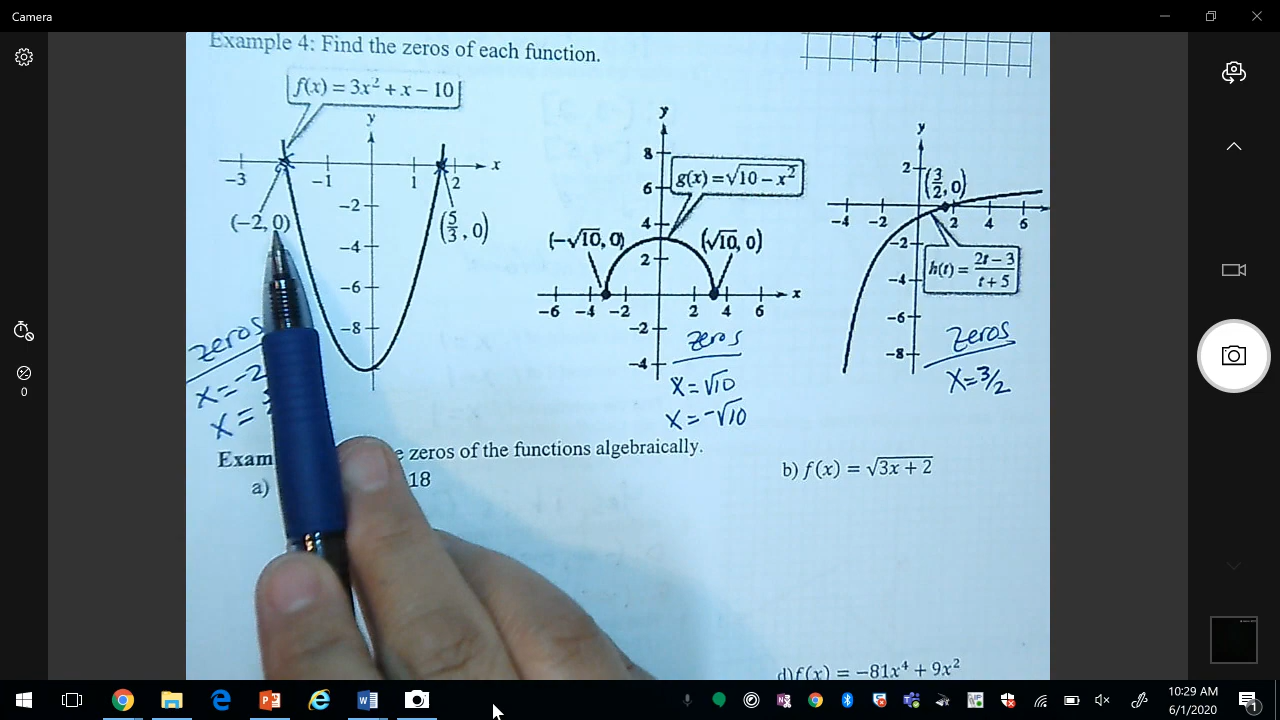 Camera
Example 4: Find the zeros of each function.
f(x) = 3x² + x − 10
y
x
−3 −1 1 2
−2
−4
−6
−8
(−2, 0)
(5/3, 0)
zeros
x = -2
x =
y
8
6
4
2
g(x) = √10 − x²
(−√10, 0) (√10, 0)
−6 −4 −2 2 4 6 x
−2
−4
zeros
x = √10
x = -√10
y
2
(3/2, 0)
−4 −2 2 4 6
−2
−4
−6
−8
h(t) = 2t − 3 / t + 5
zeros
x = 3/2
Exam e zeros of the functions algebraically.
a) 18
b) f(x) = √3x + 2
d) f(x) = −81x⁴ + 9x²
0
10:29 AM
6/1/2020
1